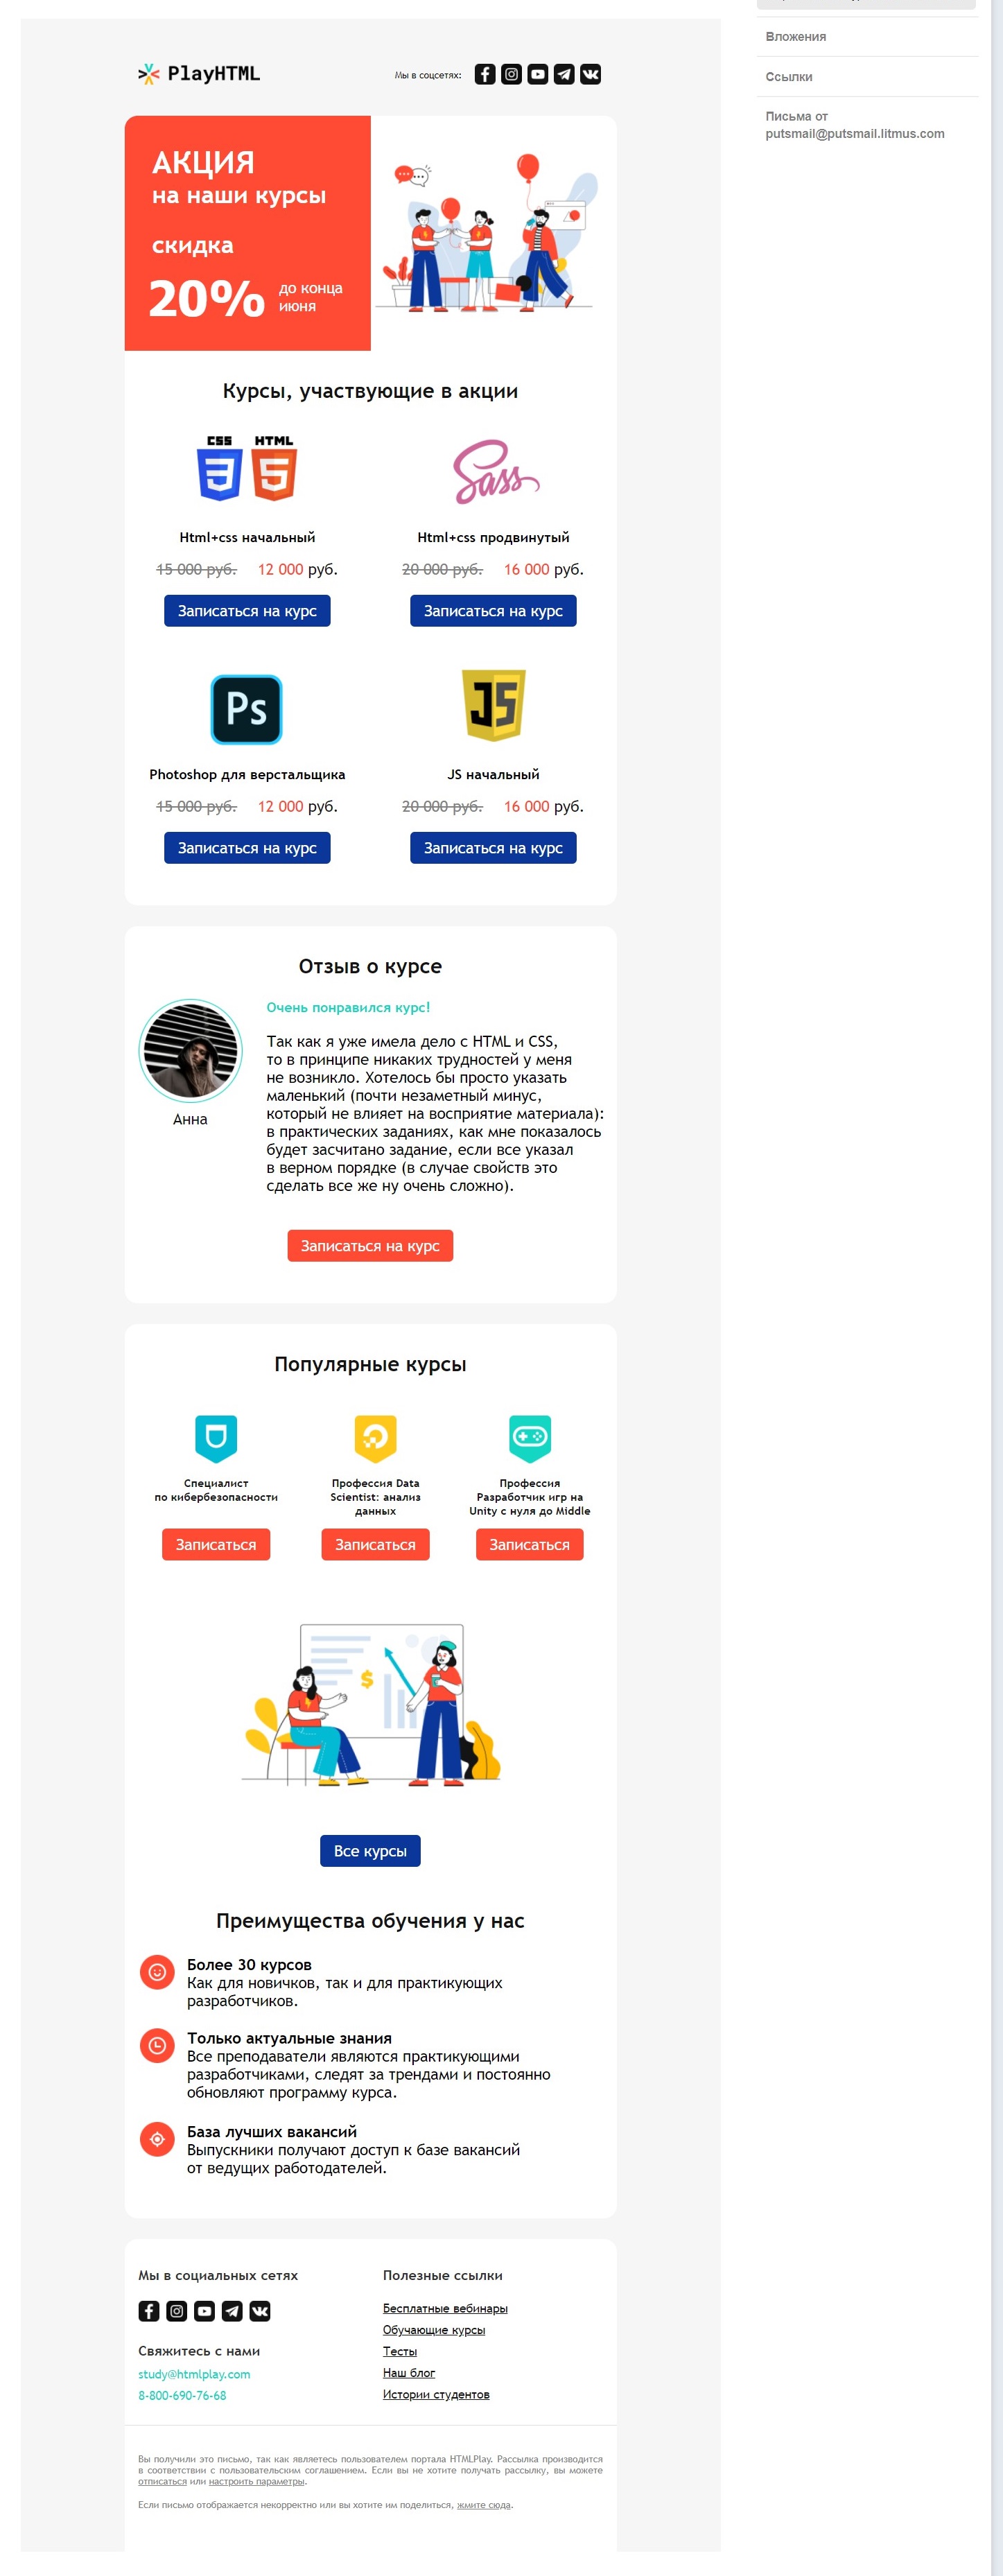 Вложения
Ссылки
Письма от
putsmail@putsmail.litmus.com
PlayHTML
Мы в соцсетях:
АКЦИЯ
на наши курсы
скидка
20%
до конца
июня
Курсы, участвующие в акции
CSS
HTML
3
5
Sass
Html+css начальный
Html+css продвинутый
15 000 руб. 12 000 руб.
20 000 руб. 16 000 руб.
Записаться на курс
Записаться на курс
Ps
JS
Photoshop для верстальщика
JS начальный
15 000 руб. 12 000 руб.
20 000 руб. 16 000 руб.
Записаться на курс
Записаться на курс
Отзыв о курсе
Очень понравился курс!
Так как я уже имела дело с HTML и CSS,
то в принципе никаких трудностей у меня
не возникло. Хотелось бы просто указать
маленький (почти незаметный минус,
который не влияет на восприятие материала):
в практических заданиях, как мне показалось
будет засчитано задание, если все указал
в верном порядке (в случае свойств это
сделать все же ну очень сложно).
Анна
Записаться на курс
Популярные курсы
Специалист
по кибербезопасности
Профессия Data
Scientist: анализ
данных
Профессия
Разработчик игр на
Unity с нуля до Middle
Записаться
Записаться
Записаться
$
Все курсы
Преимущества обучения у нас
Более 30 курсов
Как для новичков, так и для практикующих
разработчиков.
Только актуальные знания
Все преподаватели являются практикующими
разработчиками, следят за трендами и постоянно
обновляют программу курса.
База лучших вакансий
Выпускники получают доступ к базе вакансий
от ведущих работодателей.
Мы в социальных сетях
Свяжитесь с нами
study@htmlplay.com
8-800-690-76-68
Полезные ссылки
Бесплатные вебинары
Обучающие курсы
Тесты
Наш блог
Истории студентов
Вы получили это письмо, так как являетесь пользователем портала HTMLPlay. Рассылка производится
в соответствии с пользовательским соглашением. Если вы не хотите получать рассылку, вы можете
отписаться или настроить параметры.
Если письмо отображается некорректно или вы хотите им поделиться, жмите сюда.